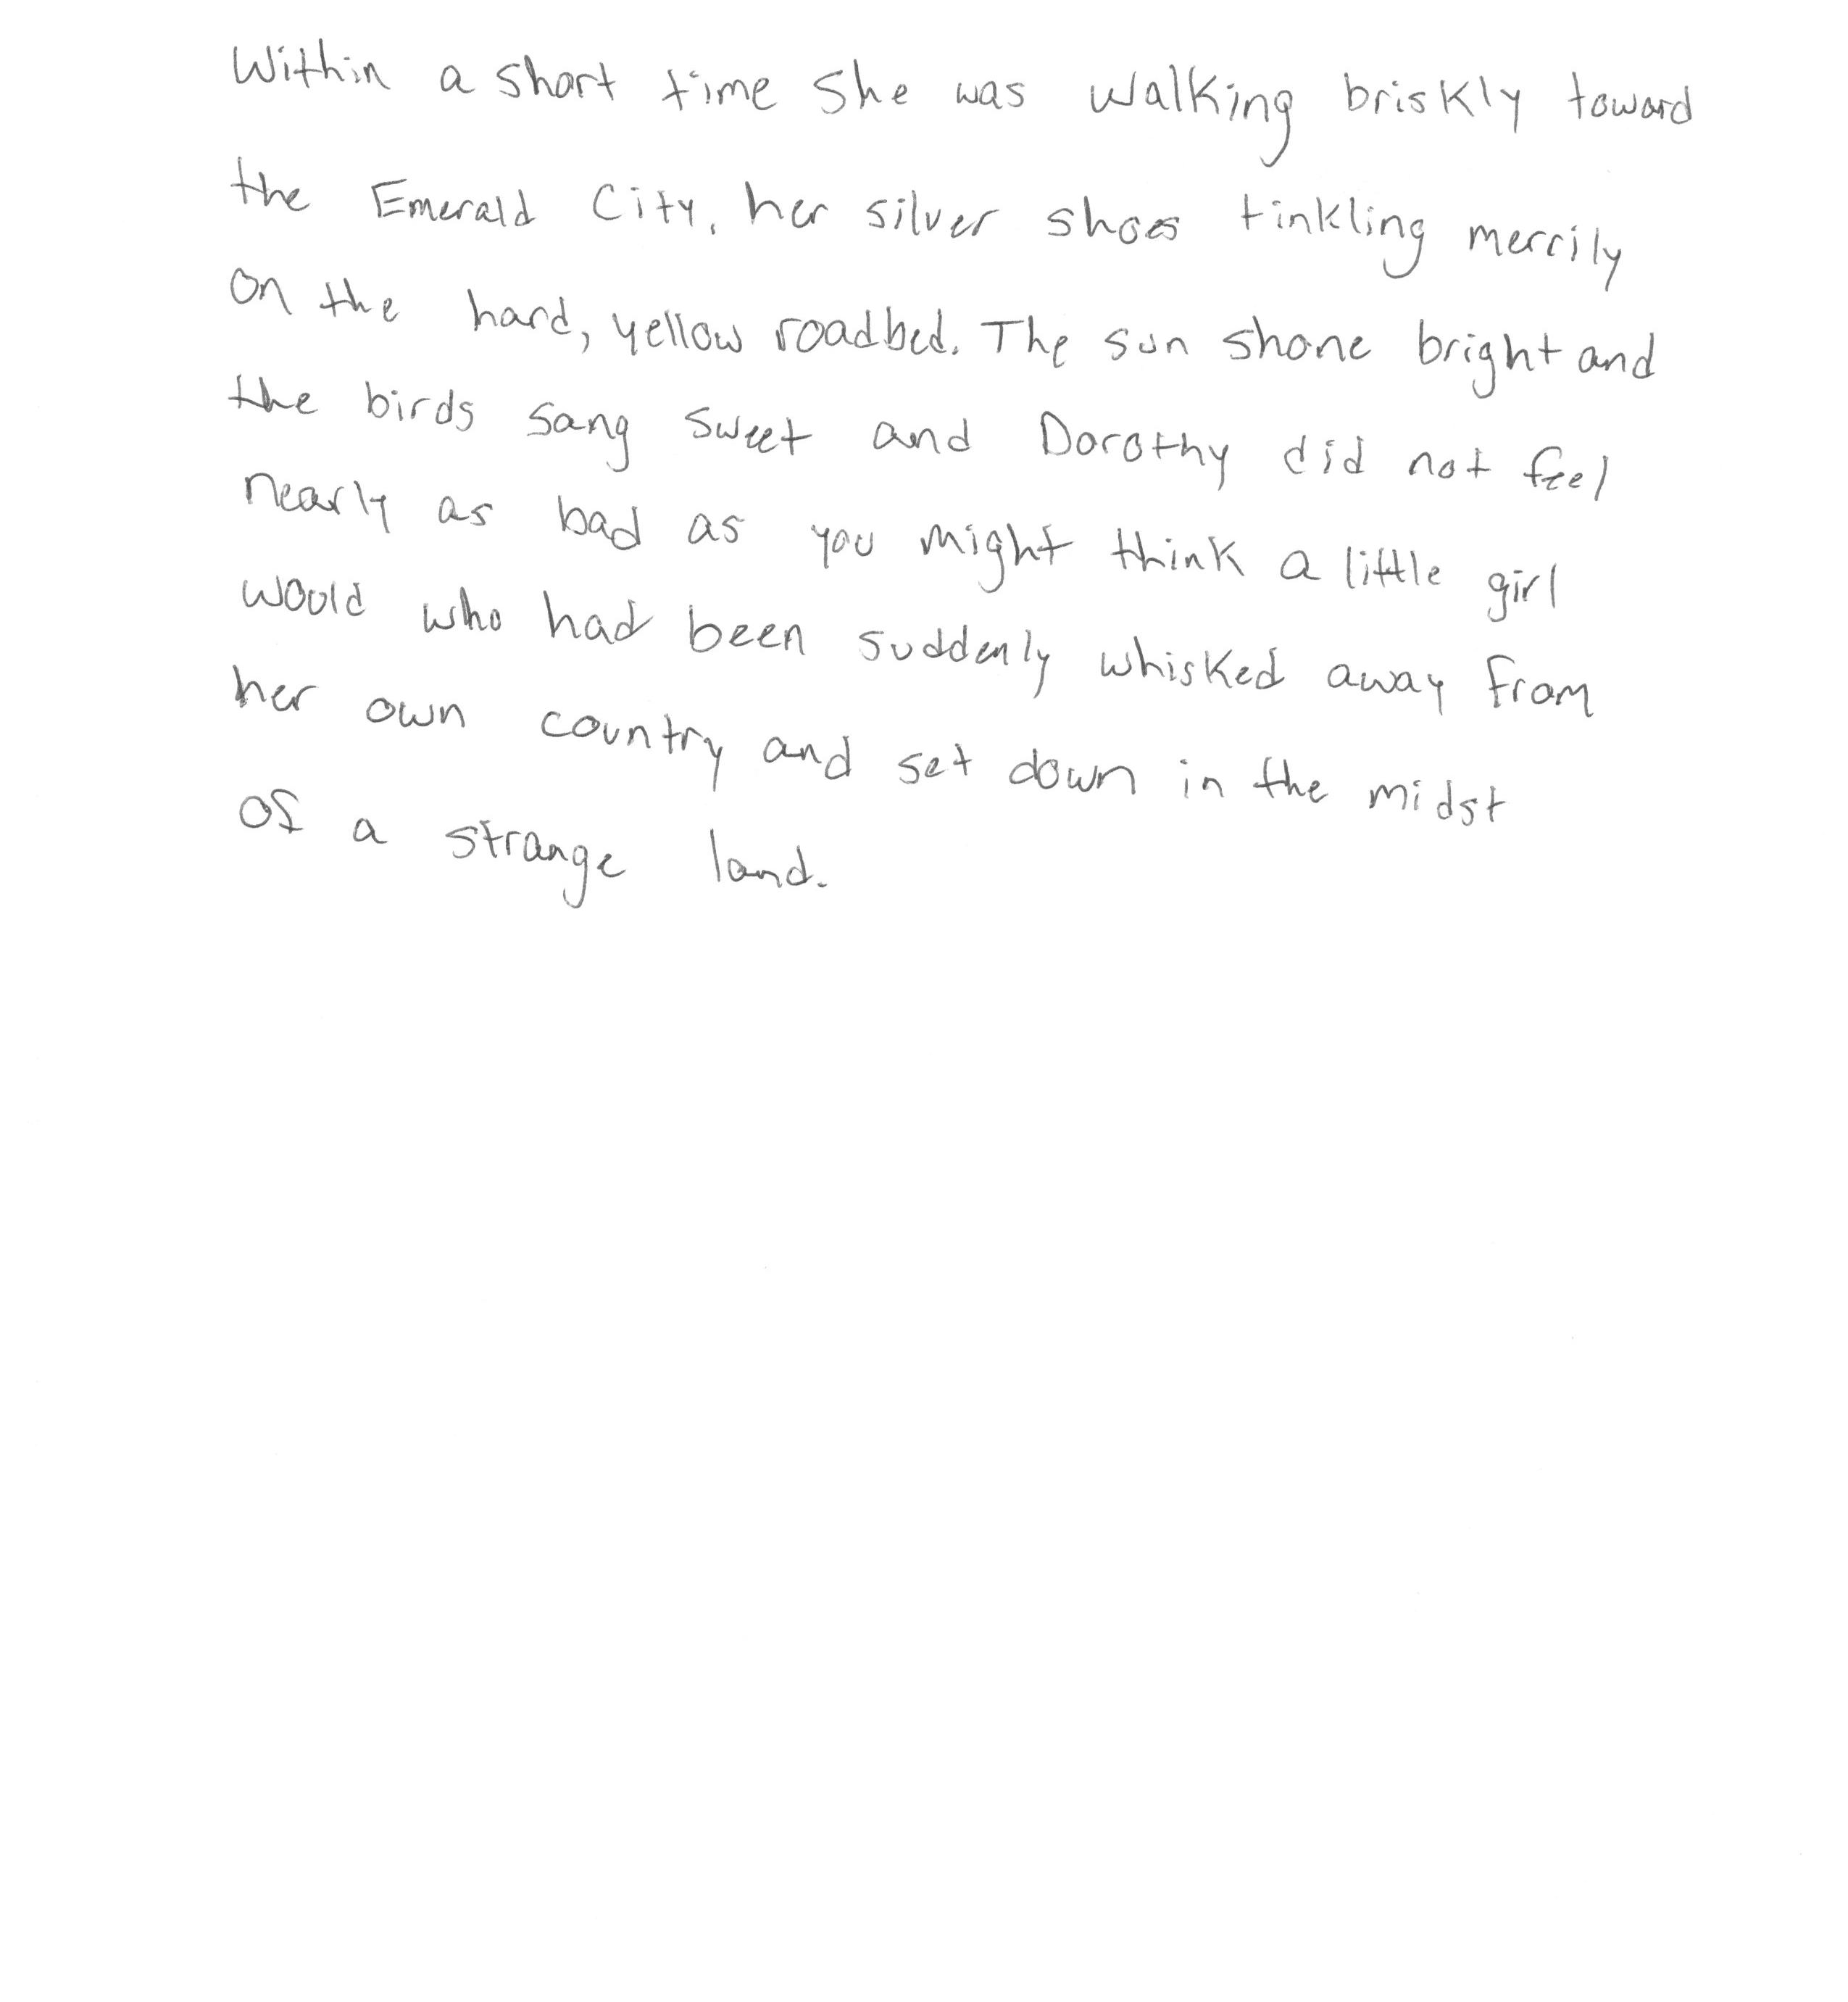 Within a short time she was walking briskly toward
the Emerald City, her silver shoes tinkling merrily
on the hard, yellow roadbed. The sun shone bright and
the birds sang sweet and Dorothy did not feel
nearly as bad as you might think a little girl
would who had been suddenly whisked away from
her own country and set down in the midst
of a strange land.